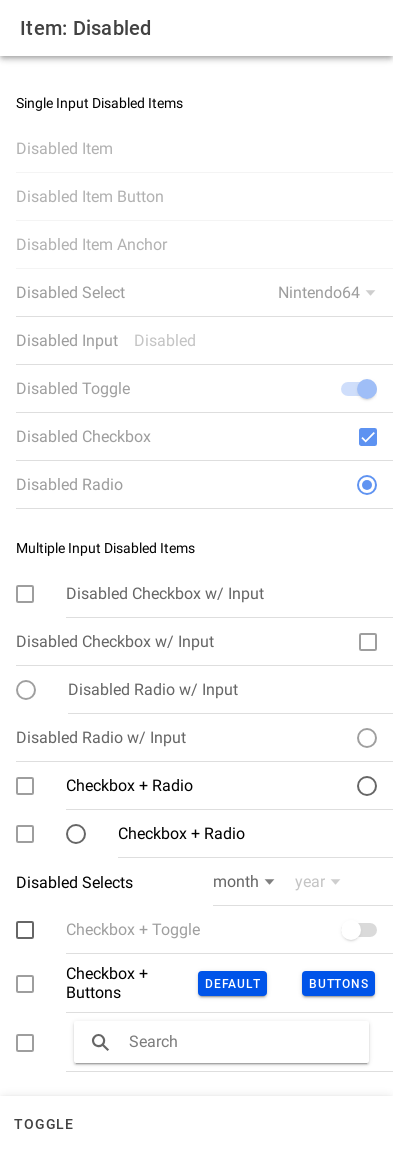 Item: Disabled
Single Input Disabled Items
Disabled Item
Disabled Item Button
Disabled Item Anchor
Disabled Select Nintendo64
Disabled Input Disabled
Disabled Toggle
Disabled Checkbox
Disabled Radio
Multiple Input Disabled Items
Disabled Checkbox w/ Input
Disabled Checkbox w/ Input
Disabled Radio w/ Input
Disabled Radio w/ Input
Checkbox + Radio
Checkbox + Radio
Disabled Selects month year
Checkbox + Toggle
Checkbox +
Buttons
DEFAULT BUTTONS
Search
TOGGLE